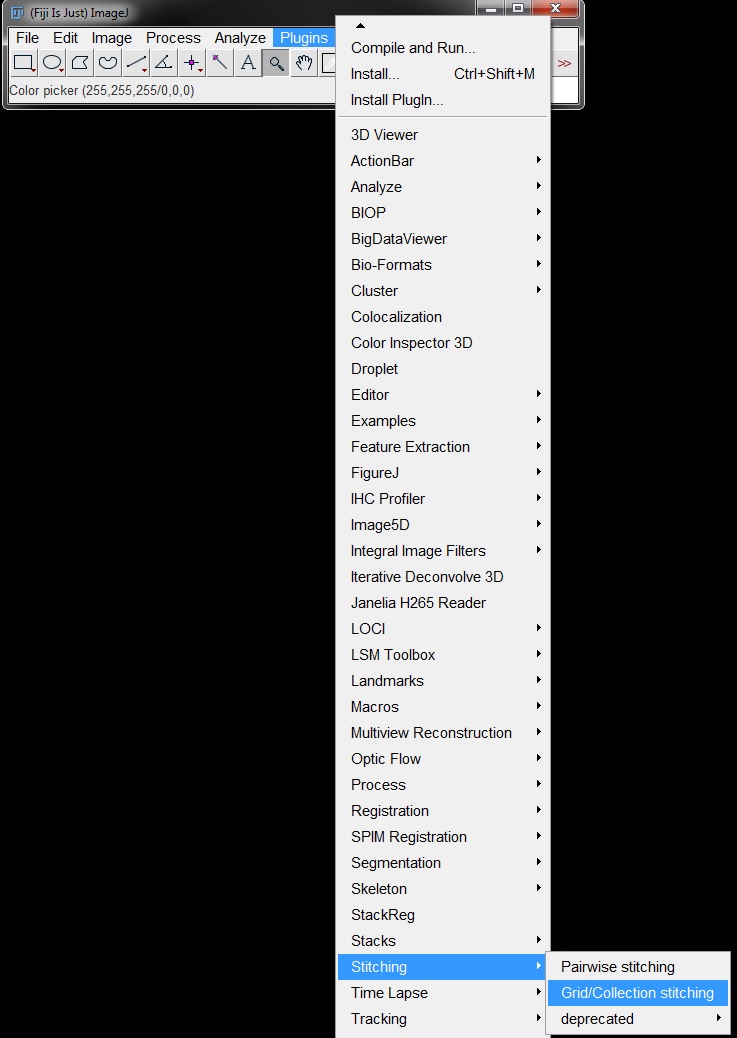 (Fiji Is Just) ImageJ
File Edit Image Process Analyze Plugins
A >>
Color picker (255,255,255/0,0,0)
Compile and Run...
Install... Ctrl+Shift+M
Install PlugIn...
3D Viewer
ActionBar
Analyze
BIOP
BigDataViewer
Bio-Formats
Cluster
Colocalization
Color Inspector 3D
Droplet
Editor
Examples
Feature Extraction
FigureJ
IHC Profiler
Image5D
Integral Image Filters
Iterative Deconvolve 3D
Janelia H265 Reader
LOCI
LSM Toolbox
Landmarks
Macros
Multiview Reconstruction
Optic Flow
Process
Registration
SPIM Registration
Segmentation
Skeleton
StackReg
Stacks
Stitching
Time Lapse
Tracking
Pairwise stitching
Grid/Collection stitching
deprecated